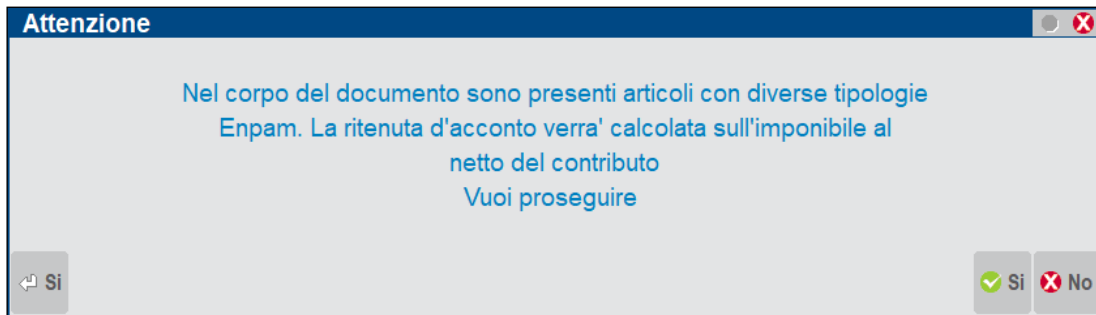 Attenzione
Nel corpo del documento sono presenti articoli con diverse tipologie
Enpam. La ritenuta d'acconto verra' calcolata sull'imponibile al
netto del contributo
Vuoi proseguire
Si
Si
No